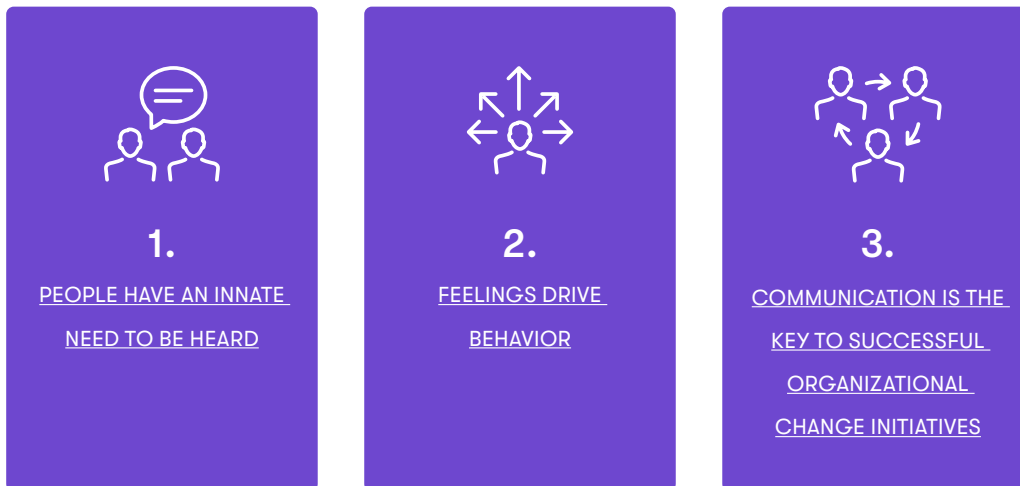 1.
PEOPLE HAVE AN INNATE
NEED TO BE HEARD
2.
FEELINGS DRIVE
BEHAVIOR
3.
COMMUNICATION IS THE
KEY TO SUCCESSFUL
ORGANIZATIONAL
CHANGE INITIATIVES